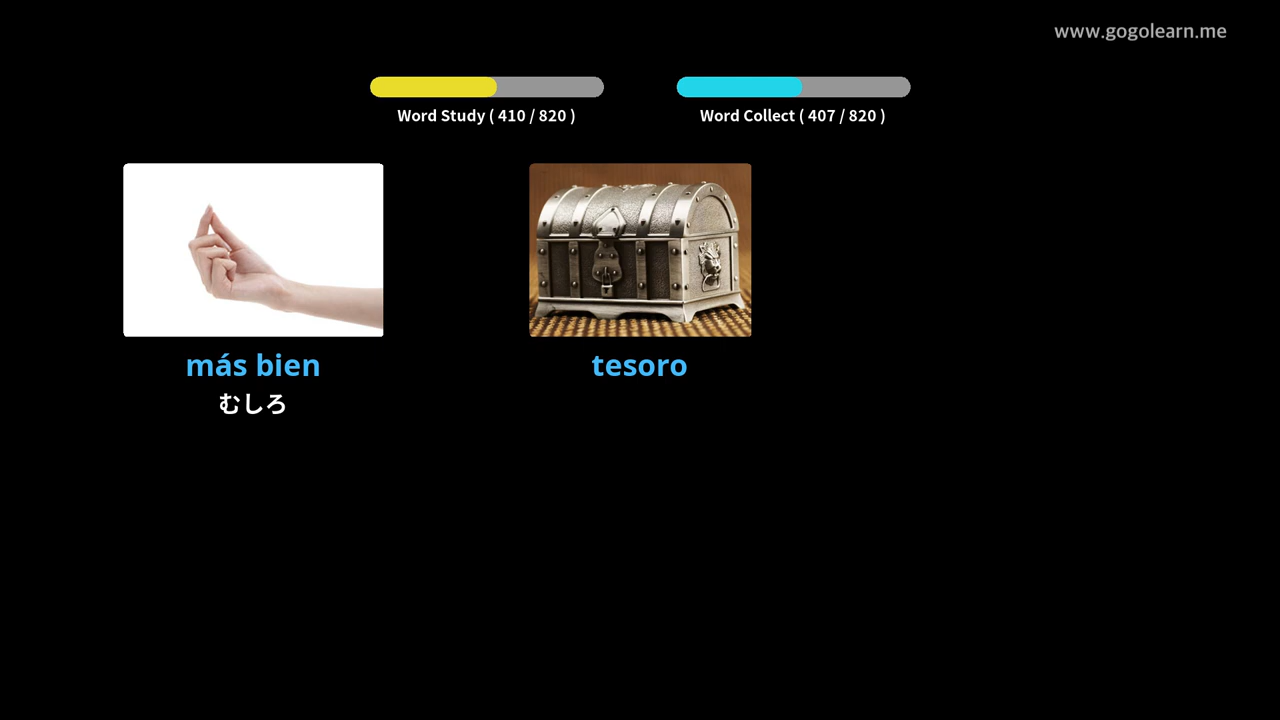 www.gogolearn.me
Word Study ( 410 / 820 )
Word Collect ( 407 / 820 )
más bien
むしろ
tesoro